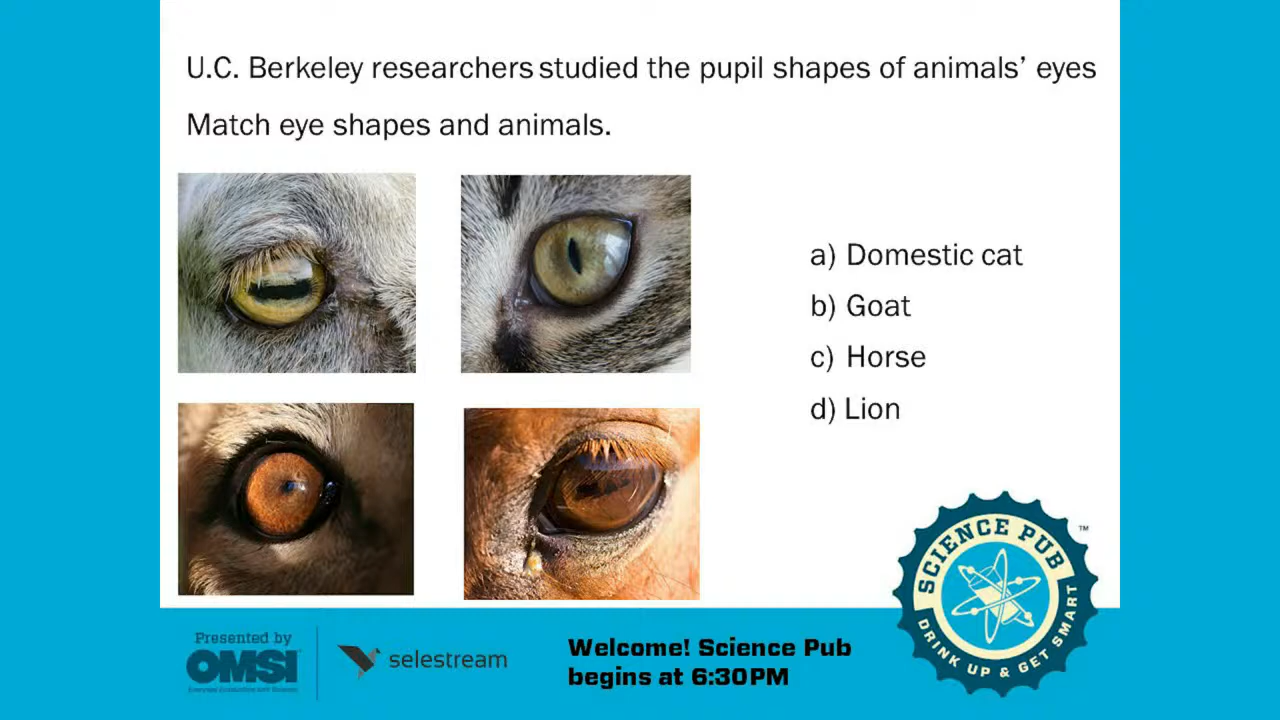 U.C. Berkeley researchers studied the pupil shapes of animals’ eyes
Match eye shapes and animals.
a) Domestic cat
b) Goat
c) Horse
d) Lion
SCIENCE PUB
DRINK UP & GET SMART
™
Presented by
OMSI
selestream
Welcome! Science Pub
begins at 6:30PM